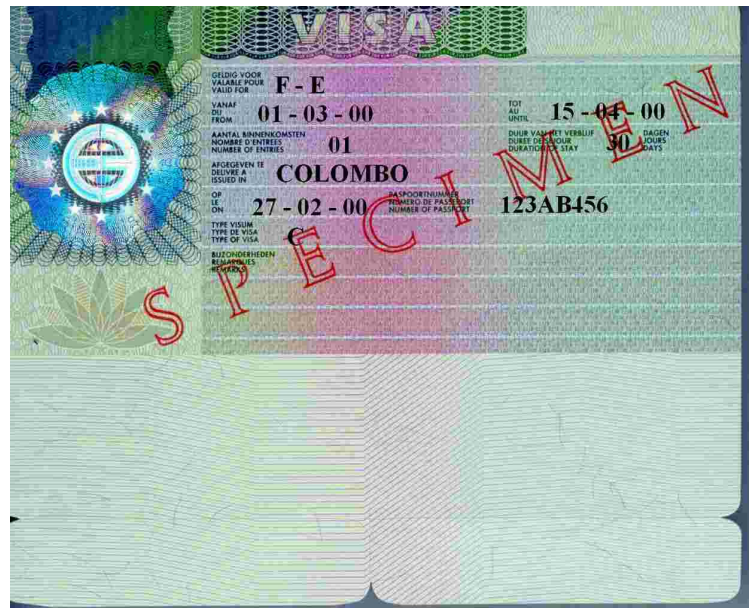 VISA
GELDIG VOOR
VALABLE POUR
VALID FOR
F - E
VANAF
DU
FROM
01 - 03 - 00
TOT
AU
UNTIL
15 - 04 - 00
AANTAL BINNENKOMSTEN
NOMBRE D'ENTREES
NUMBER OF ENTRIES
01
DUUR VAN HET VERBLIJF
DUREE DE SEJOUR
DURATION OF STAY
30
DAGEN
JOURS
DAYS
AFGEGEVEN TE
DELIVRE A
ISSUED IN
COLOMBO
OP
LE
ON
27 - 02 - 00
PASPOORTNUMMER
NUMERO DE PASSEPORT
NUMBER OF PASSPORT
123AB456
TYPE VISUM
TYPE DE VISA
TYPE OF VISA
C
BIJZONDERHEDEN
REMARQUES
REMARKS
SPECIMEN